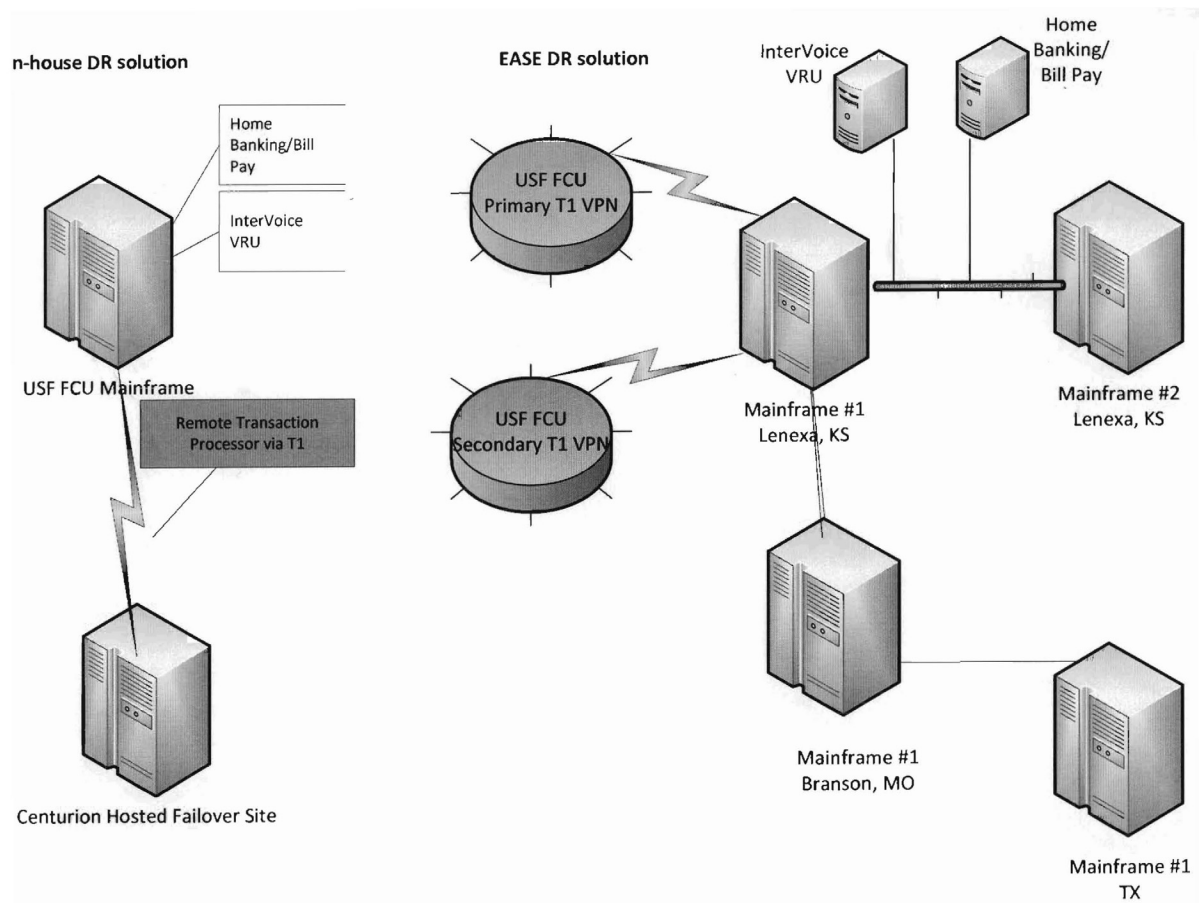 n-house DR solution
Home
Banking/Bill
Pay
InterVoice
VRU
USF FCU Mainframe
Remote Transaction
Processor via T1
Centurion Hosted Failover Site
EASE DR solution
USF FCU
Primary T1 VPN
USF FCU
Secondary T1 VPN
InterVoice
VRU
Home
Banking/
Bill Pay
Mainframe #1
Lenexa, KS
Mainframe #2
Lenexa, KS
Mainframe #1
Branson, MO
Mainframe #1
TX